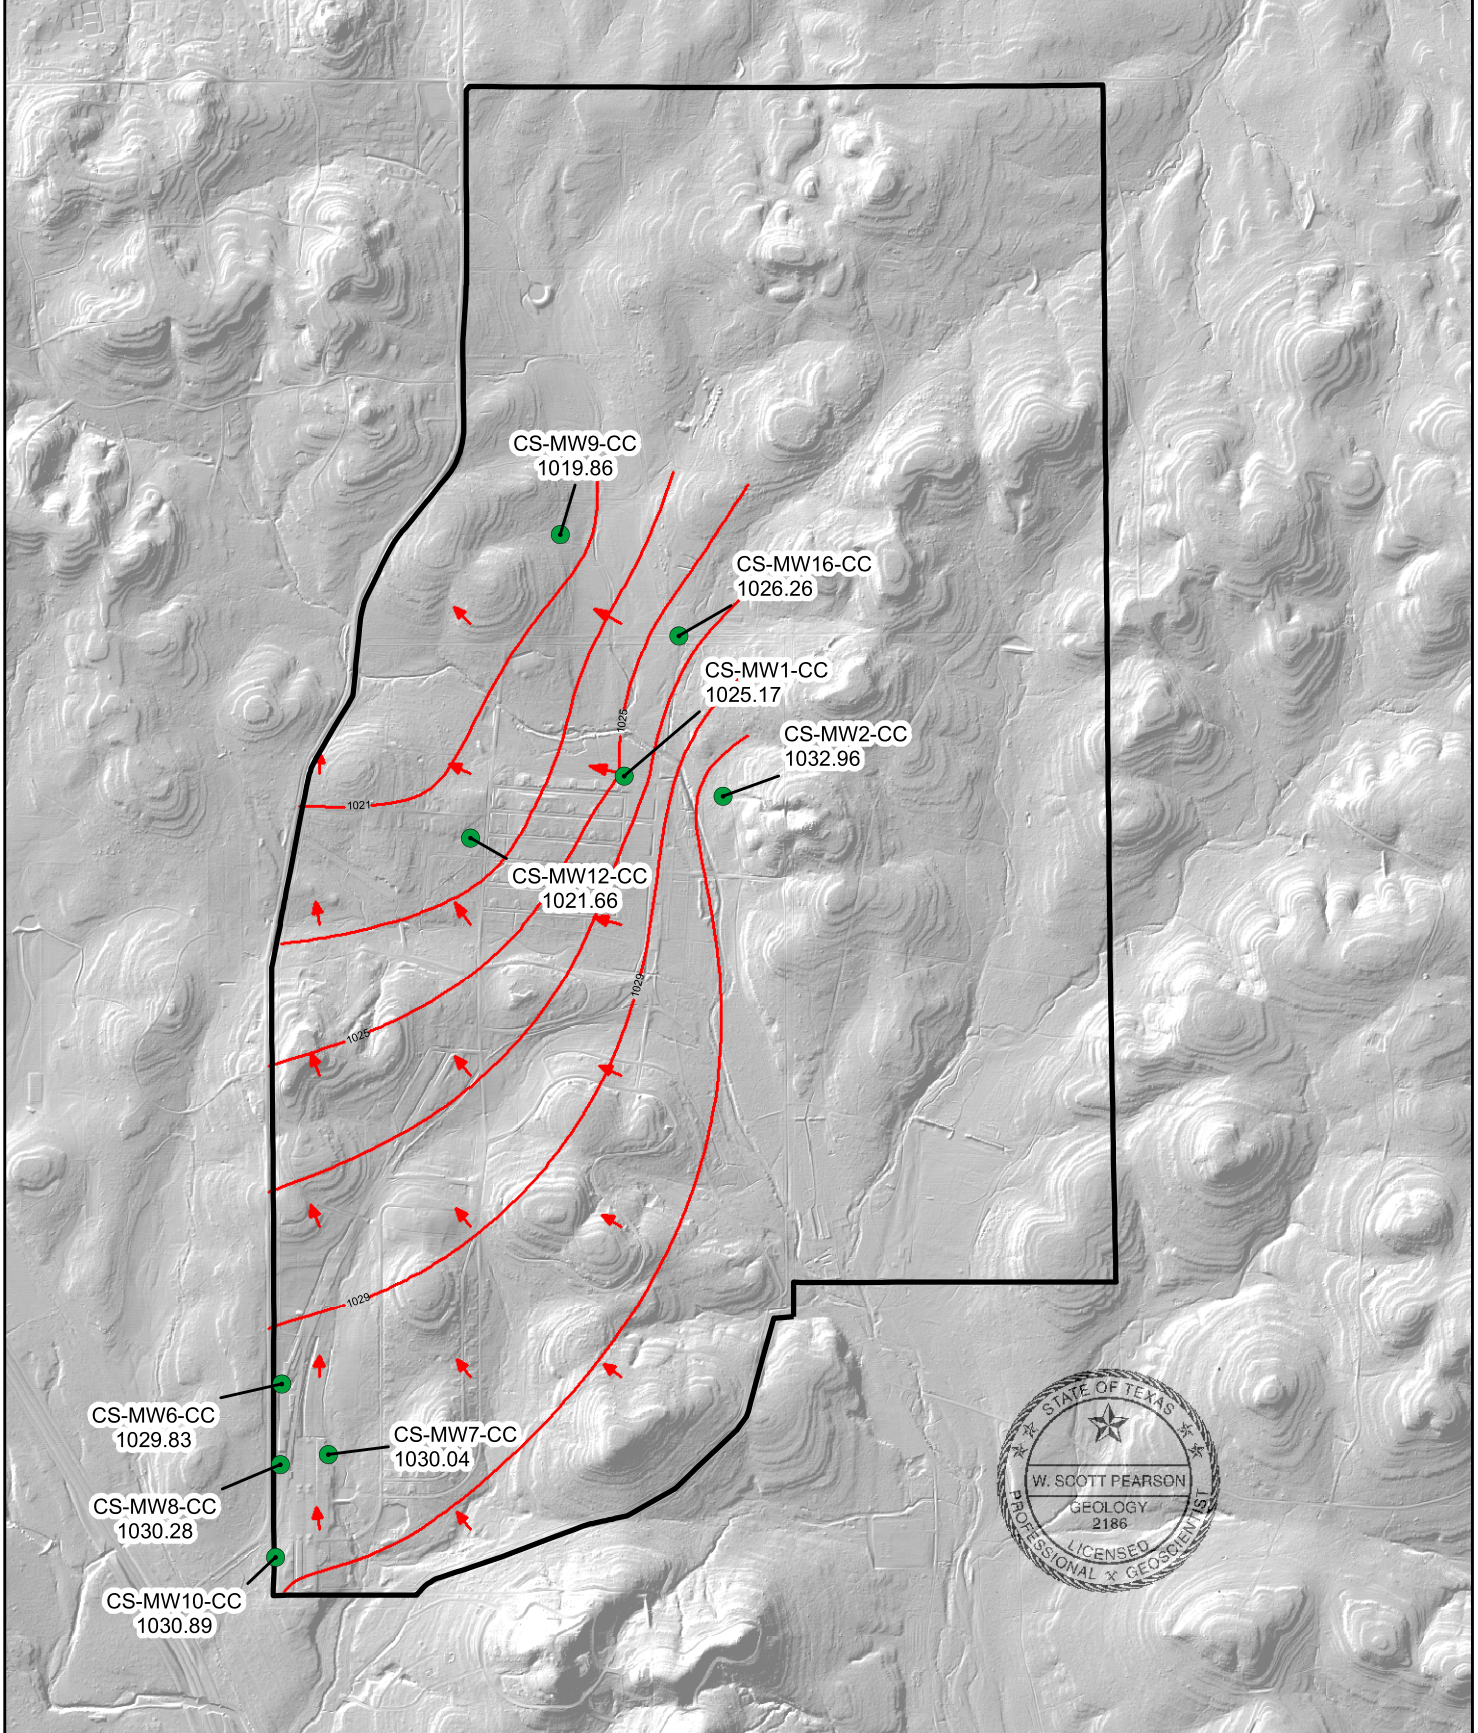 CS-MW9-CC
1019.86
CS-MW16-CC
1026.26
CS-MW1-CC
1025.17
1025
CS-MW2-CC
1032.96
1021
CS-MW12-CC
1021.66
1029
1025
1029
CS-MW6-CC
1029.83
CS-MW7-CC
1030.04
CS-MW8-CC
1030.28
CS-MW10-CC
1030.89
STATE OF TEXAS
W. SCOTT PEARSON
GEOLOGY
2186
LICENSED
PROFESSIONAL GEOSCIENTIST